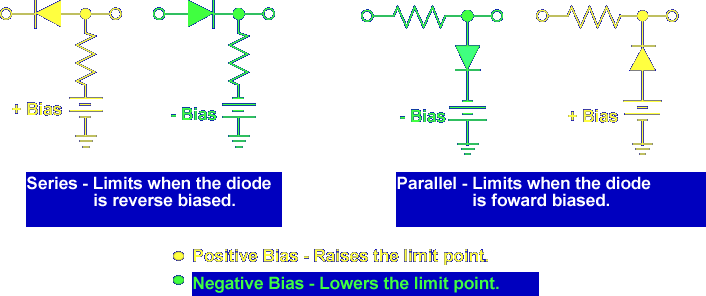 + Bias
- Bias
- Bias
+ Bias
Series - Limits when the diode
is reverse biased.
Parallel - Limits when the diode
is foward biased.
Positive Bias - Raises the limit point.
Negative Bias - Lowers the limit point.